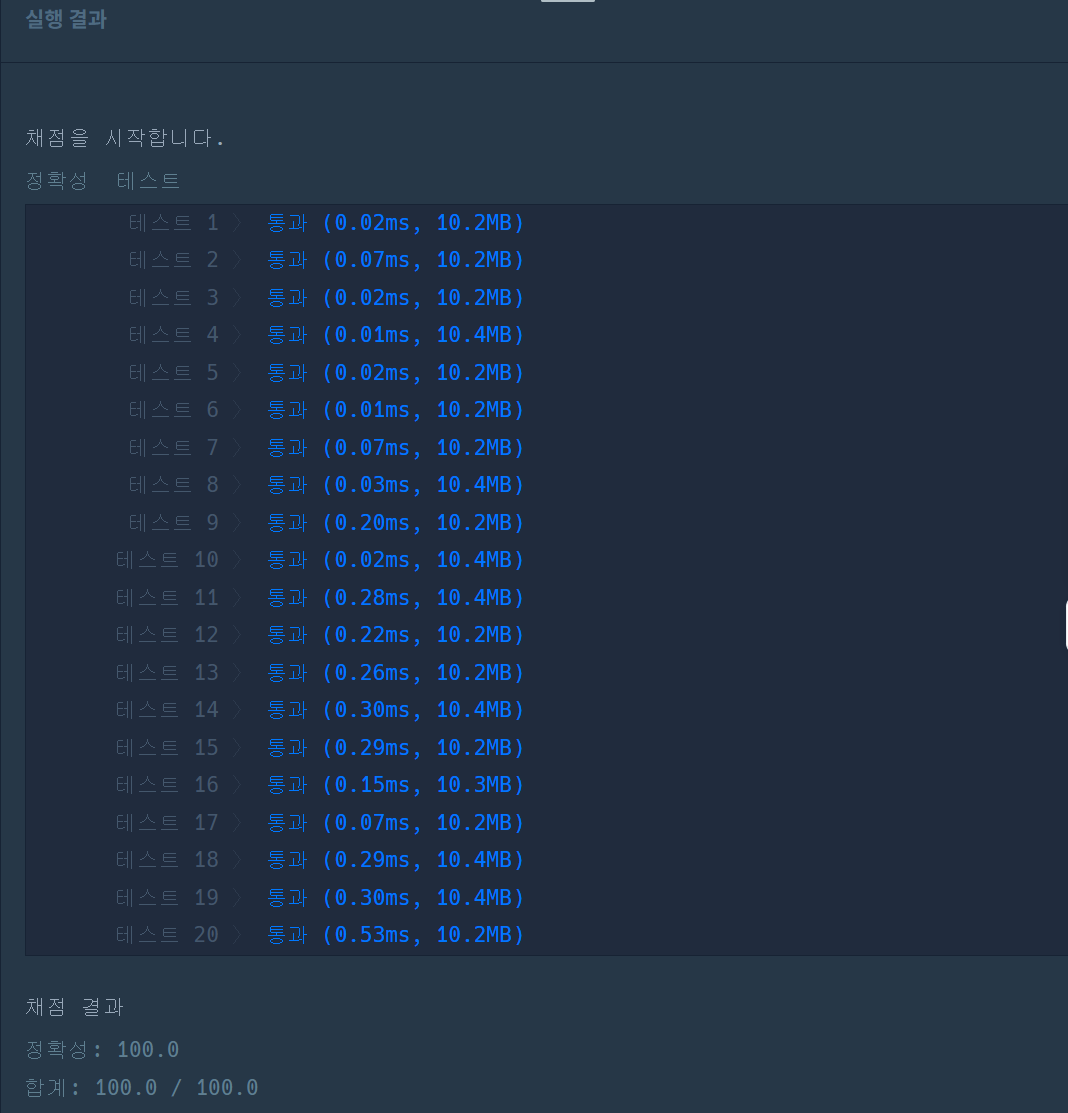 실행 결과
채점을 시작합니다.
정확성 테스트
테스트 1 〉 통과 (0.02ms, 10.2MB)
테스트 2 〉 통과 (0.07ms, 10.2MB)
테스트 3 〉 통과 (0.02ms, 10.2MB)
테스트 4 〉 통과 (0.01ms, 10.4MB)
테스트 5 〉 통과 (0.02ms, 10.2MB)
테스트 6 〉 통과 (0.01ms, 10.2MB)
테스트 7 〉 통과 (0.07ms, 10.2MB)
테스트 8 〉 통과 (0.03ms, 10.4MB)
테스트 9 〉 통과 (0.20ms, 10.2MB)
테스트 10 〉 통과 (0.02ms, 10.4MB)
테스트 11 〉 통과 (0.28ms, 10.4MB)
테스트 12 〉 통과 (0.22ms, 10.2MB)
테스트 13 〉 통과 (0.26ms, 10.2MB)
테스트 14 〉 통과 (0.30ms, 10.4MB)
테스트 15 〉 통과 (0.29ms, 10.2MB)
테스트 16 〉 통과 (0.15ms, 10.3MB)
테스트 17 〉 통과 (0.07ms, 10.2MB)
테스트 18 〉 통과 (0.29ms, 10.4MB)
테스트 19 〉 통과 (0.30ms, 10.4MB)
테스트 20 〉 통과 (0.53ms, 10.2MB)
채점 결과
정확성: 100.0
합계: 100.0 / 100.0